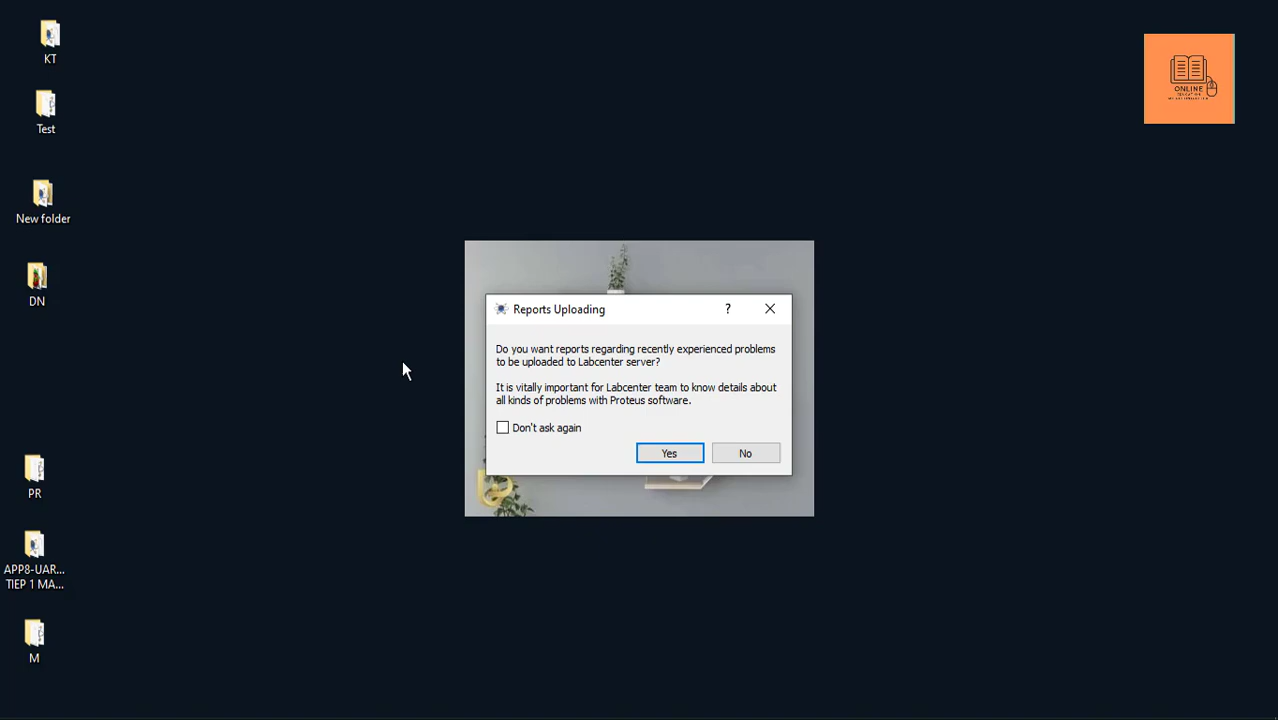 KT
Test
New folder
DN
PR
APP8-UAR...
TIEP 1 MA...
M
ONLINE
Reports Uploading
?
Do you want reports regarding recently experienced problems
to be uploaded to Labcenter server?
It is vitally important for Labcenter team to know details about
all kinds of problems with Proteus software.
Don't ask again
Yes
No